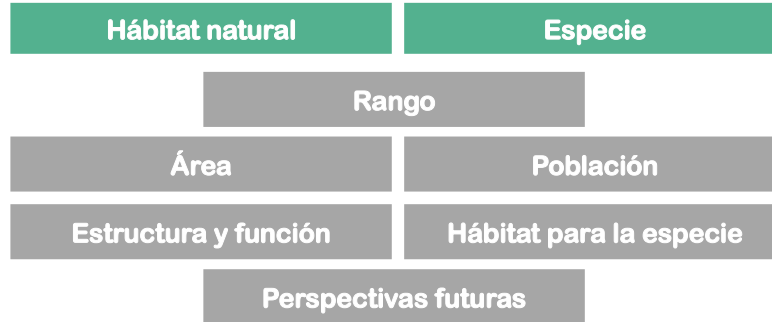 Hábitat natural
Especie
Rango
Área
Población
Estructura y función
Hábitat para la especie
Perspectivas futuras